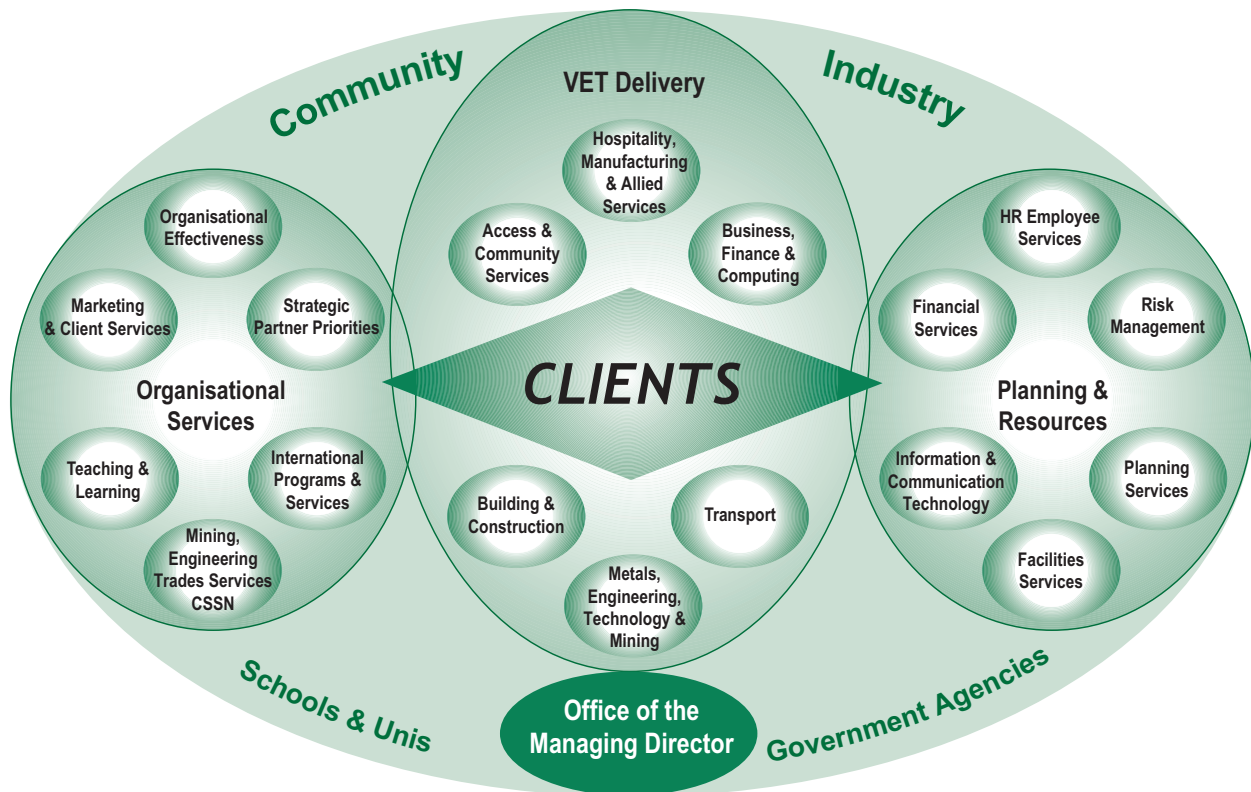 Community
Industry
VET Delivery
Hospitality,
Manufacturing
& Allied
Services
Access &
Community
Services
Business,
Finance &
Computing
Organisational
Effectiveness
Marketing
& Client Services
Strategic
Partner Priorities
Organisational
Services
Teaching &
Learning
International
Programs &
Services
Mining,
Engineering
Trades Services
CSSN
CLIENTS
Building &
Construction
Transport
Metals,
Engineering,
Technology &
Mining
HR Employee
Services
Financial
Services
Risk
Management
Planning &
Resources
Information &
Communication
Technology
Planning
Services
Facilities
Services
Schools & Unis
Office of the
Managing Director
Government Agencies